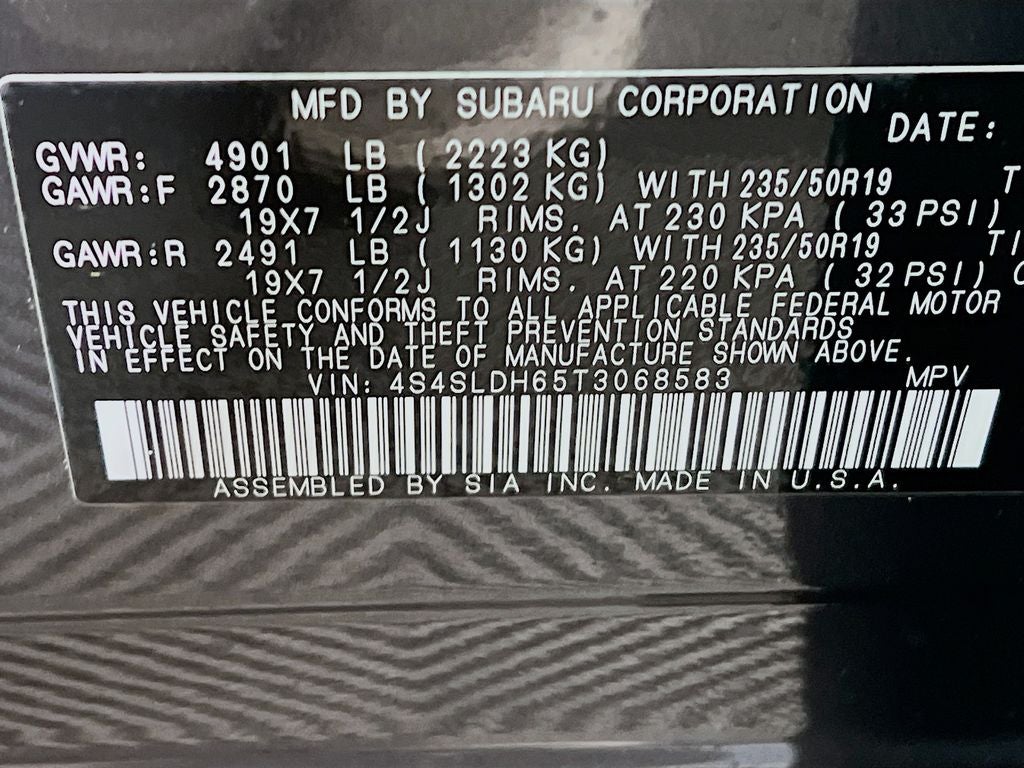 MFD BY SUBARU CORPORATION
DATE:
GVWR: 4901 LB ( 2223 KG)
GAWR:F 2870 LB ( 1302 KG) WITH 235/50R19 T
19X7 1/2J RIMS. AT 230 KPA ( 33 PSI)
GAWR:R 2491 LB ( 1130 KG) WITH 235/50R19 TI
19X7 1/2J RIMS. AT 220 KPA ( 32 PSI) C
THIS VEHICLE CONFORMS TO ALL APPLICABLE FEDERAL MOTOR
VEHICLE SAFETY AND THEFT PREVENTION STANDARDS
IN EFFECT ON THE DATE OF MANUFACTURE SHOWN ABOVE.
VIN: 4S4SLDH65T3068583 MPV
ASSEMBLED BY SIA INC. MADE IN U.S.A.